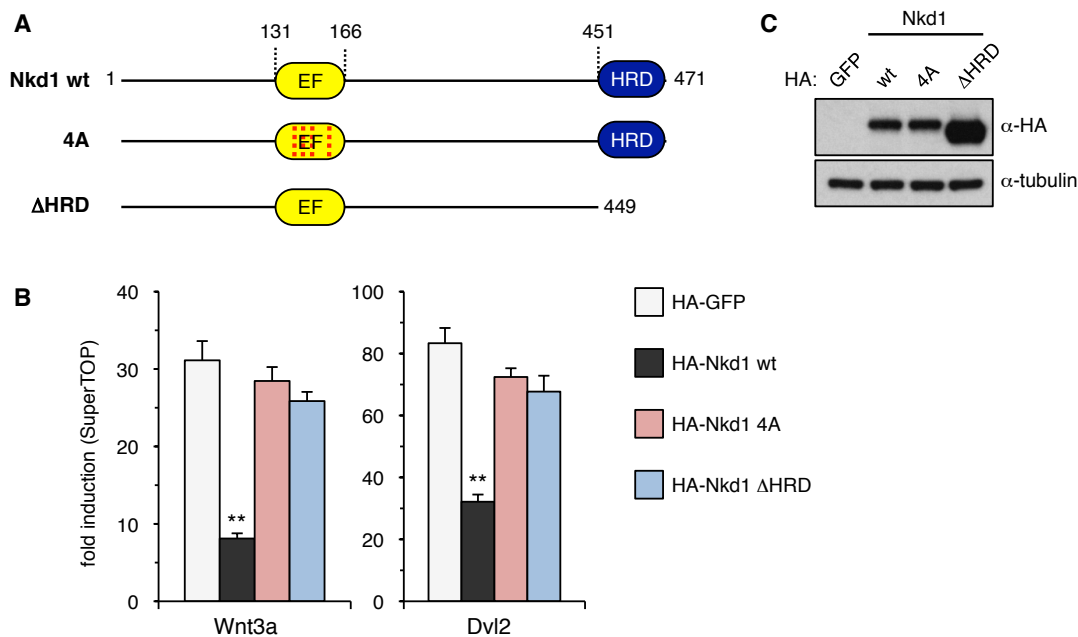 A
131 166 451
Nkd1 wt 1 EF HRD 471
4A EF HRD
ΔHRD EF 449
C
Nkd1
HA: GFP wt 4A ΔHRD
α-HA
α-tubulin
B
fold induction (SuperTOP)
40
30
20
10
0
**
Wnt3a
100
80
60
40
20
0
**
Dvl2
HA-GFP
HA-Nkd1 wt
HA-Nkd1 4A
HA-Nkd1 ΔHRD